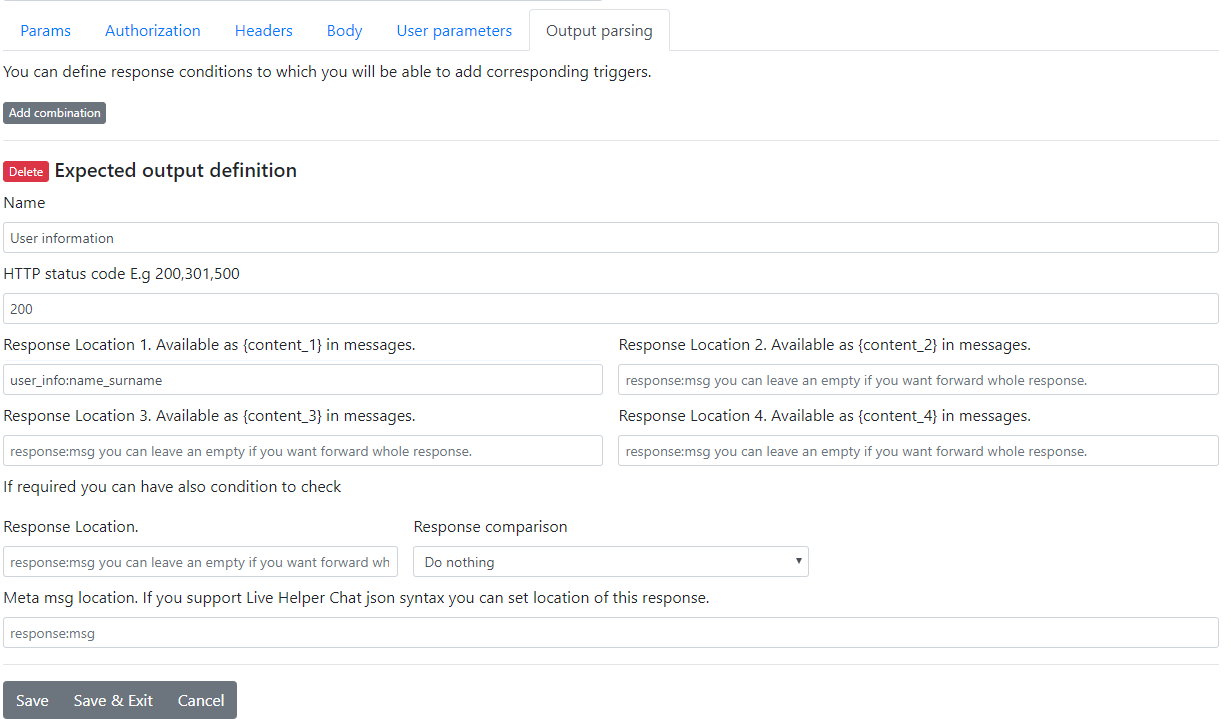 Params Authorization Headers Body User parameters Output parsing
You can define response conditions to which you will be able to add corresponding triggers.
Add combination
Delete Expected output definition
Name
User information
HTTP status code E.g 200,301,500
200
Response Location 1. Available as {content_1} in messages. Response Location 2. Available as {content_2} in messages.
user_info:name_surname response:msg you can leave an empty if you want forward whole response.
Response Location 3. Available as {content_3} in messages. Response Location 4. Available as {content_4} in messages.
response:msg you can leave an empty if you want forward whole response. response:msg you can leave an empty if you want forward whole response.
If required you can have also condition to check
Response Location. Response comparison
response:msg you can leave an empty if you want forward wh Do nothing
Meta msg location. If you support Live Helper Chat json syntax you can set location of this response.
response:msg
Save Save & Exit Cancel